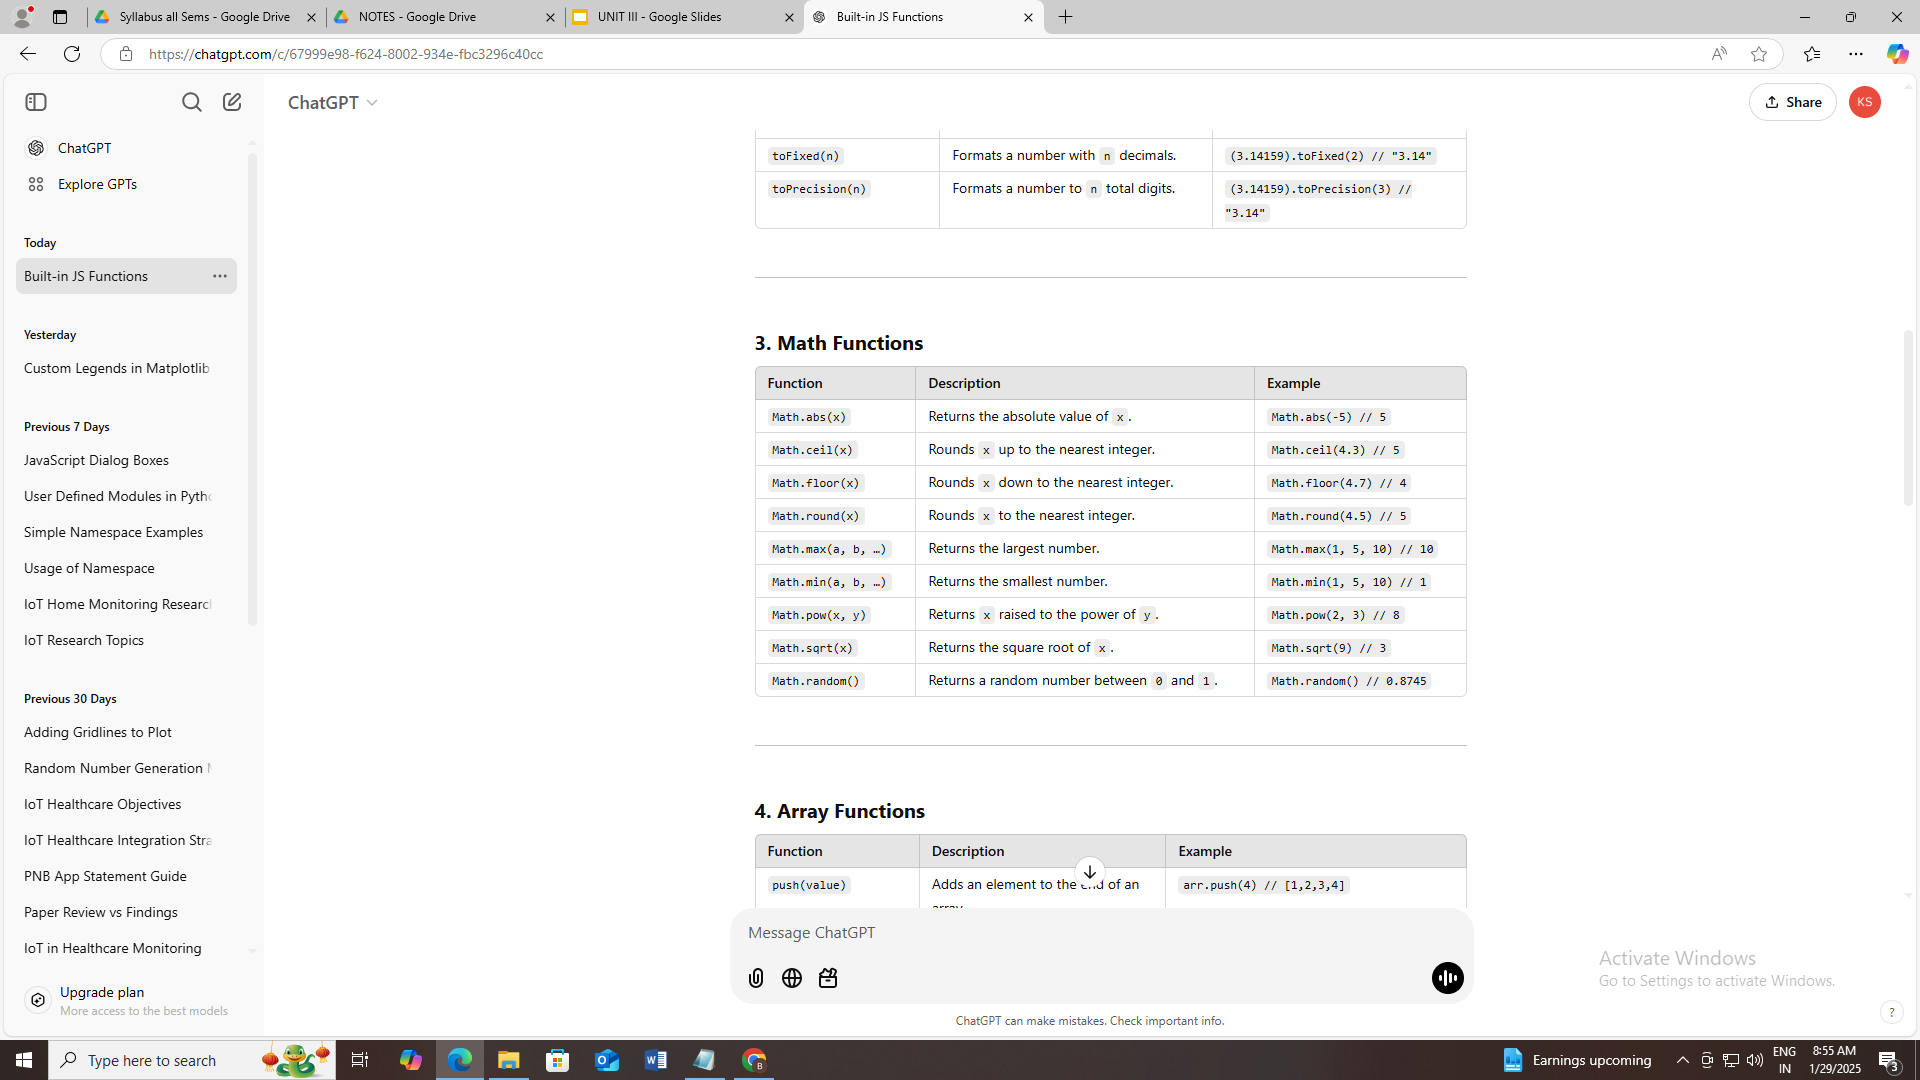 Syllabus all Sems - Google Drive
NOTES - Google Drive
UNIT III - Google Slides
Built-in JS Functions
https://chatgpt.com/c/67999e98-f624-8002-934e-fbc3296c40cc
ChatGPT
Share
KS
ChatGPT
Explore GPTs
Today
Built-in JS Functions
Yesterday
Custom Legends in Matplotlib
Previous 7 Days
JavaScript Dialog Boxes
User Defined Modules in Pytho
Simple Namespace Examples
Usage of Namespace
IoT Home Monitoring Research
IoT Research Topics
Previous 30 Days
Adding Gridlines to Plot
Random Number Generation M
IoT Healthcare Objectives
IoT Healthcare Integration Stra
PNB App Statement Guide
Paper Review vs Findings
IoT in Healthcare Monitoring
Upgrade plan
More access to the best models
toFixed(n) Formats a number with n decimals. (3.14159).toFixed(2) // "3.14"
toPrecision(n) Formats a number to n total digits. (3.14159).toPrecision(3) //
"3.14"
3. Math Functions
Function Description Example
Math.abs(x) Returns the absolute value of x. Math.abs(-5) // 5
Math.ceil(x) Rounds x up to the nearest integer. Math.ceil(4.3) // 5
Math.floor(x) Rounds x down to the nearest integer. Math.floor(4.7) // 4
Math.round(x) Rounds x to the nearest integer. Math.round(4.5) // 5
Math.max(a, b, …) Returns the largest number. Math.max(1, 5, 10) // 10
Math.min(a, b, …) Returns the smallest number. Math.min(1, 5, 10) // 1
Math.pow(x, y) Returns x raised to the power of y. Math.pow(2, 3) // 8
Math.sqrt(x) Returns the square root of x. Math.sqrt(9) // 3
Math.random() Returns a random number between 0 and 1. Math.random() // 0.8745
4. Array Functions
Function Description Example
push(value) Adds an element to the end of an arr.push(4) // [1,2,3,4]
array.
Message ChatGPT
ChatGPT can make mistakes. Check important info.
?
Activate Windows
Go to Settings to activate Windows.
Type here to search
Earnings upcoming
ENG
IN
8:55 AM
1/29/2025
3